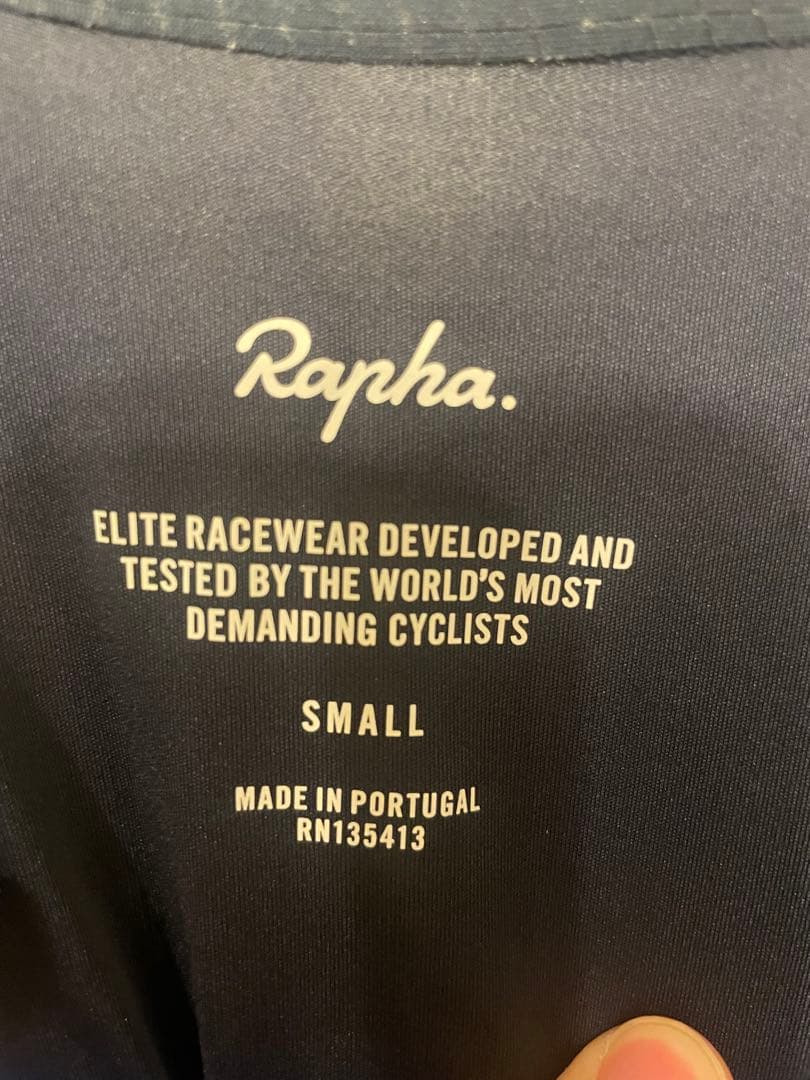 Rapha.
ELITE RACEWEAR DEVELOPED AND
TESTED BY THE WORLD'S MOST
DEMANDING CYCLISTS
SMALL
MADE IN PORTUGAL
RN135413